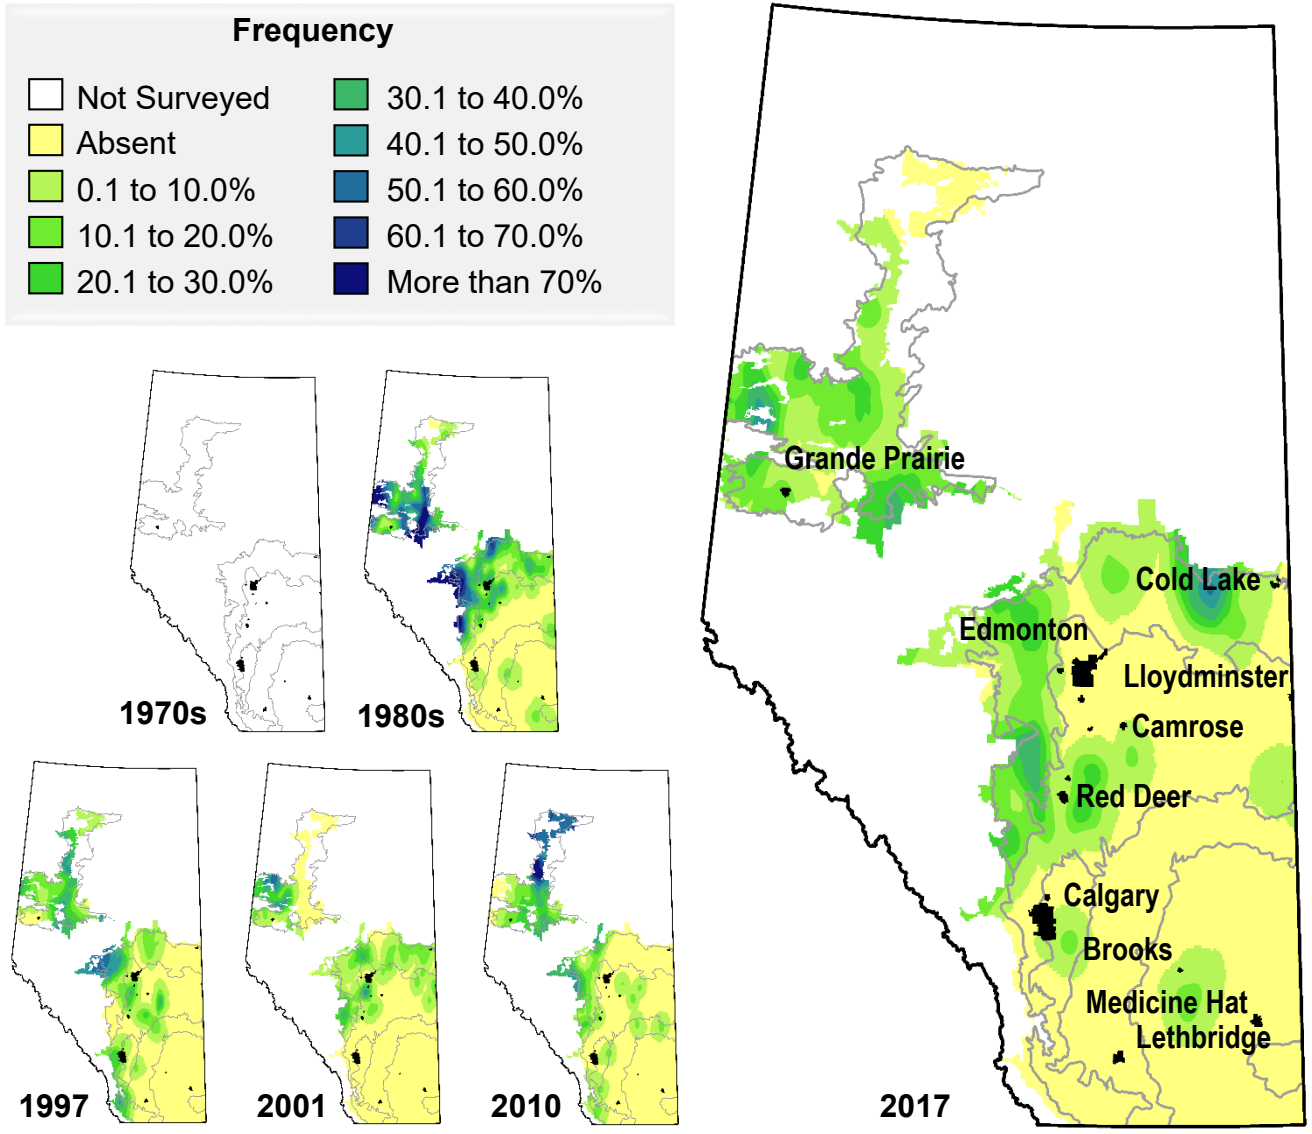 Frequency
Not Surveyed
Absent
0.1 to 10.0%
10.1 to 20.0%
20.1 to 30.0%
30.1 to 40.0%
40.1 to 50.0%
50.1 to 60.0%
60.1 to 70.0%
More than 70%
1970s
1980s
1997
2001
2010
Grande Prairie
Cold Lake
Edmonton
Lloydminster
Camrose
Red Deer
Calgary
Brooks
Medicine Hat
Lethbridge
2017